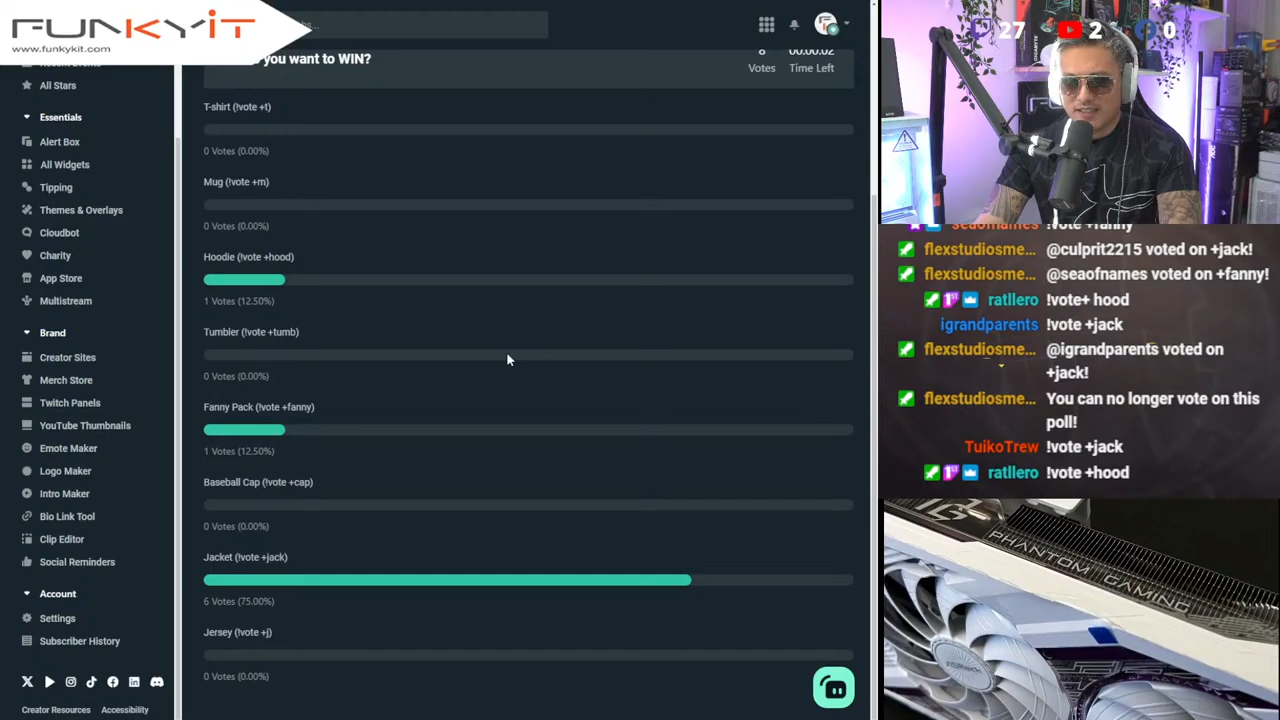 FUNKYKIT
www.funkykit.com
All Stars
Essentials
Alert Box
All Widgets
Tipping
Themes & Overlays
Cloudbot
Charity
App Store
Multistream
Brand
Creator Sites
Merch Store
Twitch Panels
YouTube Thumbnails
Emote Maker
Logo Maker
Intro Maker
Bio Link Tool
Clip Editor
Social Reminders
Account
Settings
Subscriber History
Creator Resources Accessibility
you want to WIN?
8 00:00:02
Votes Time Left
T-shirt (!vote +t)
0 Votes (0.00%)
Mug (!vote +m)
0 Votes (0.00%)
Hoodie (!vote +hood)
1 Votes (12.50%)
Tumbler (!vote +tumb)
0 Votes (0.00%)
Fanny Pack (!vote +fanny)
1 Votes (12.50%)
Baseball Cap (!vote +cap)
0 Votes (0.00%)
Jacket (!vote +jack)
6 Votes (75.00%)
Jersey (!vote +j)
0 Votes (0.00%)
27 2 0
seaofnames !vote +fanny
flexstudiosme... @culprit2215 voted on +jack!
flexstudiosme... @seaofnames voted on +fanny!
1ST ratllero !vote+ hood
igrandparents !vote +jack
flexstudiosme... @igrandparents voted on
+jack!
flexstudiosme... You can no longer vote on this
poll!
TuikoTrew !vote +jack
1ST ratllero !vote +hood
PHANTOM GAMING
ASRock